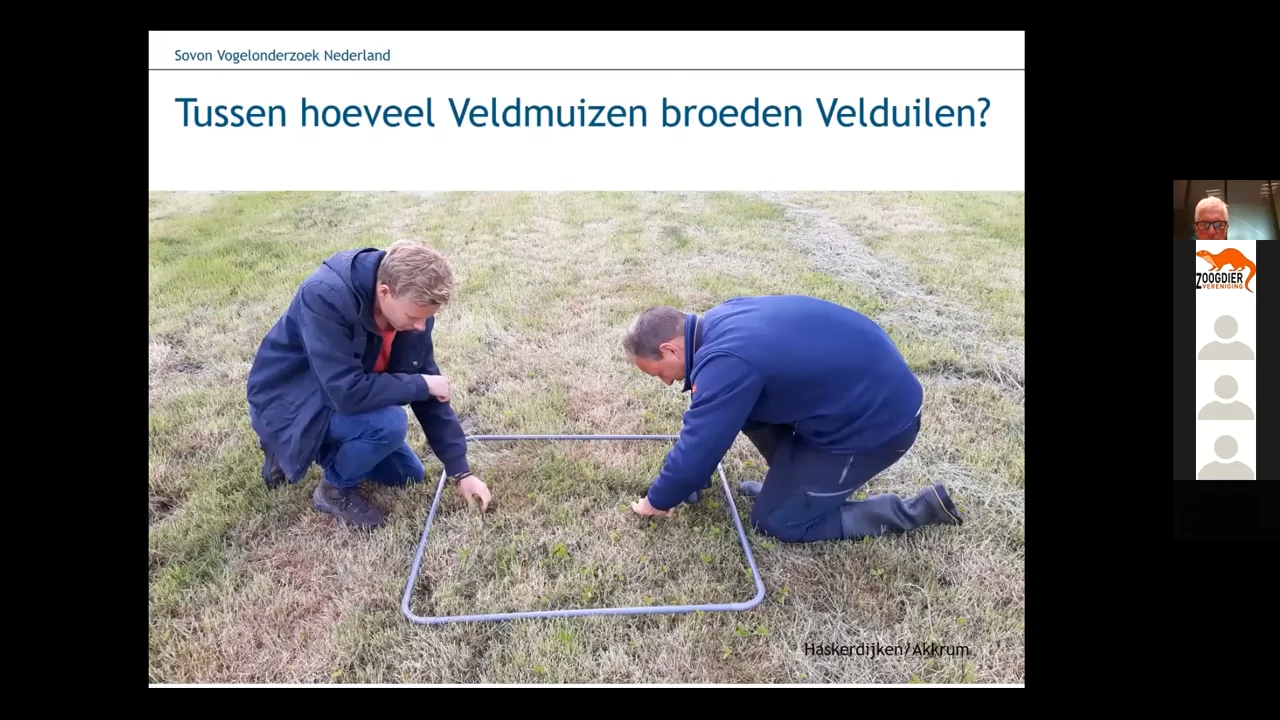 Sovon Vogelonderzoek Nederland
Tussen hoeveel Veldmuizen broeden Velduilen?
Haskerdijken/Akkrum
ZOOGDIER
VERENIGING